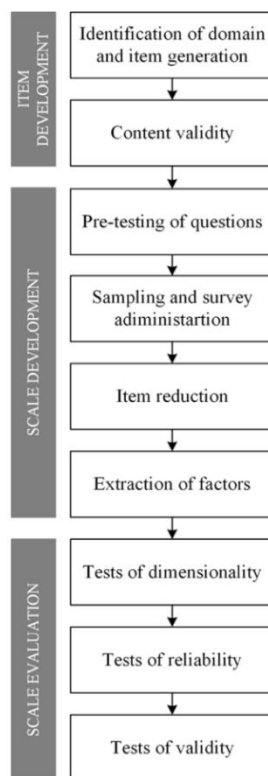 ITEM
DEVELOPMENT
Identification of domain
and item generation
Content validity
SCALE DEVELOPMENT
Pre-testing of questions
Sampling and survey
adiministartion
Item reduction
Extraction of factors
SCALE EVALUATION
Tests of dimensionality
Tests of reliability
Tests of validity